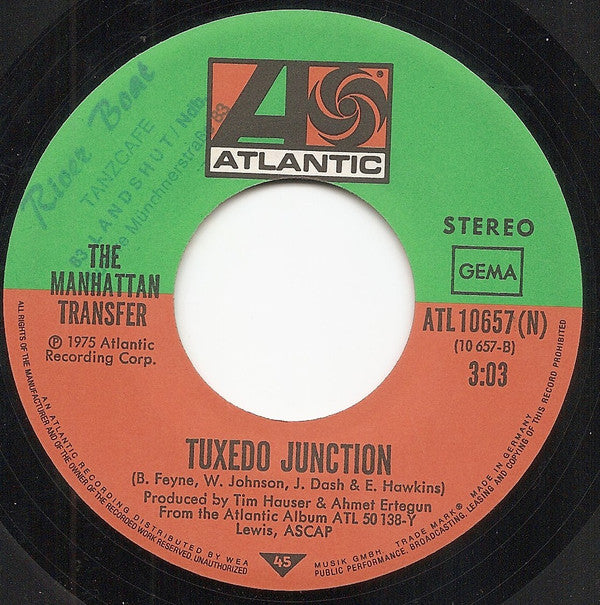 ATLANTIC
River Boat
TANZCAFE
83 LANDSHUT/Ndb.
Münchnerstraße 83
THE
MANHATTAN
TRANSFER
Ⓟ 1975 Atlantic
Recording Corp.
STEREO
GEMA
ATL 10657 (N)
(10 657-B)
3:03
TUXEDO JUNCTION
(B. Feyne, W. Johnson, J. Dash & E. Hawkins)
Produced by Tim Hauser & Ahmet Ertegun
From the Atlantic Album ATL 50 138-Y
Lewis, ASCAP
45
ALL RIGHTS OF THE MANUFACTURER AND OF THE OWNER OF THE RECORDED WORK RESERVED. UNAUTHORIZED
PUBLIC PERFORMANCE, BROADCASTING, LEASING AND COPYING OF THIS RECORD PROHIBITED
AN ATLANTIC RECORDING DISTRIBUTED BY WEA
MUSIK GMBH. TRADE MARK® MADE IN GERMANY